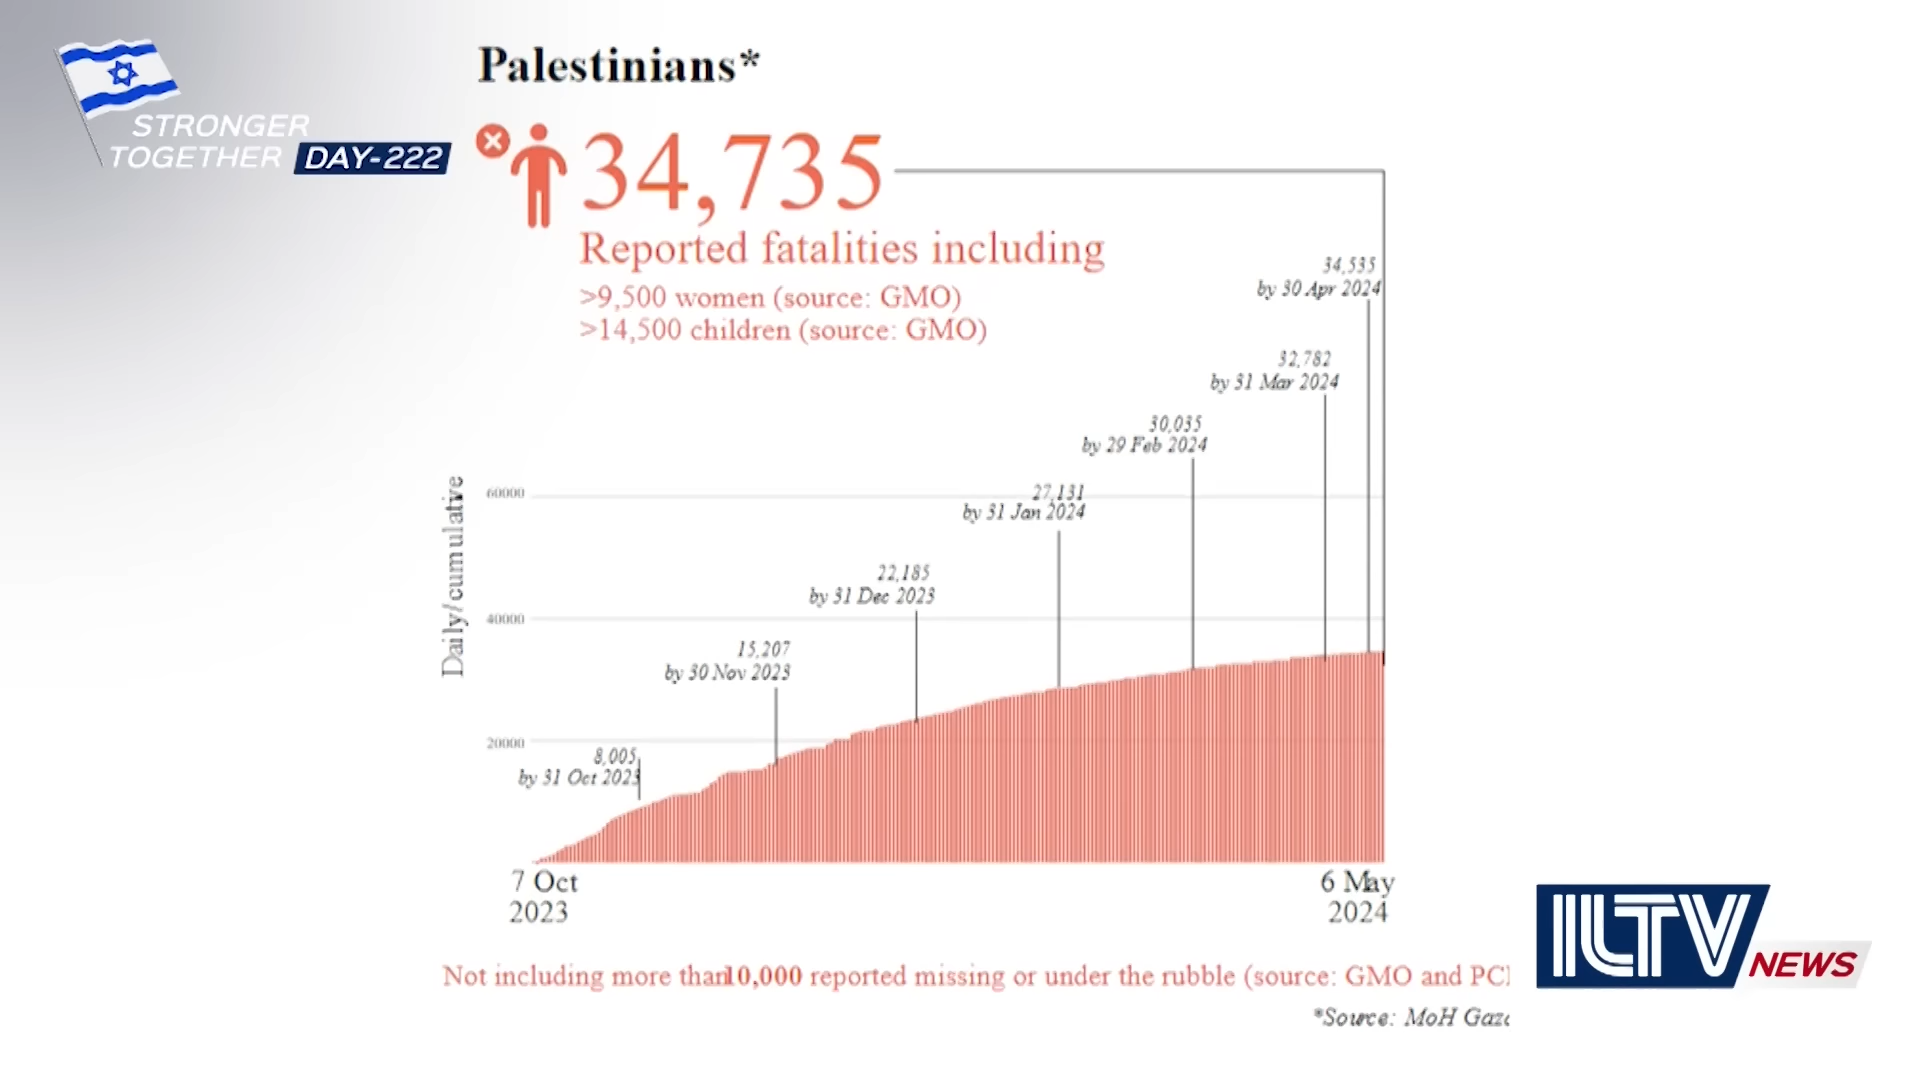 Palestinians*
STRONGER
TOGETHER DAY-222
34,735
Reported fatalities including
>9,500 women (source: GMO)
>14,500 children (source: GMO)
34,535
by 30 Apr 2024
32,782
by 31 Mar 2024
30,035
by 29 Feb 2024
27,131
by 31 Jan 2024
22,185
by 31 Dec 2023
15,207
by 30 Nov 2023
8,005
by 31 Oct 2023
Daily/cumulative
60000
40000
20000
7 Oct
2023
6 May
2024
Not including more than10,000 reported missing or under the rubble (source: GMO and
*Source: MoH
ILTV NEWS